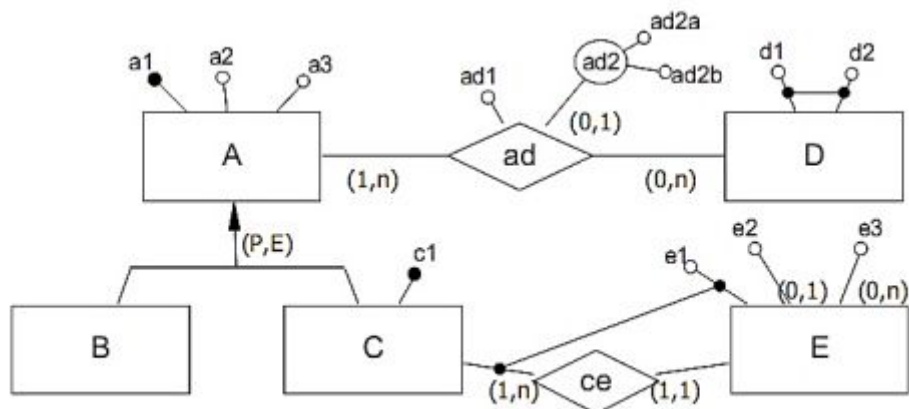 ad2a
a1 a2 a3 ad2 d1 d2
ad1 ad2b
(0,1)
A ad D
(1,n) (0,n)
(P,E)
c1 e1 e2 e3
(0,1) (0,n)
B C E
(1,n) ce (1,1)